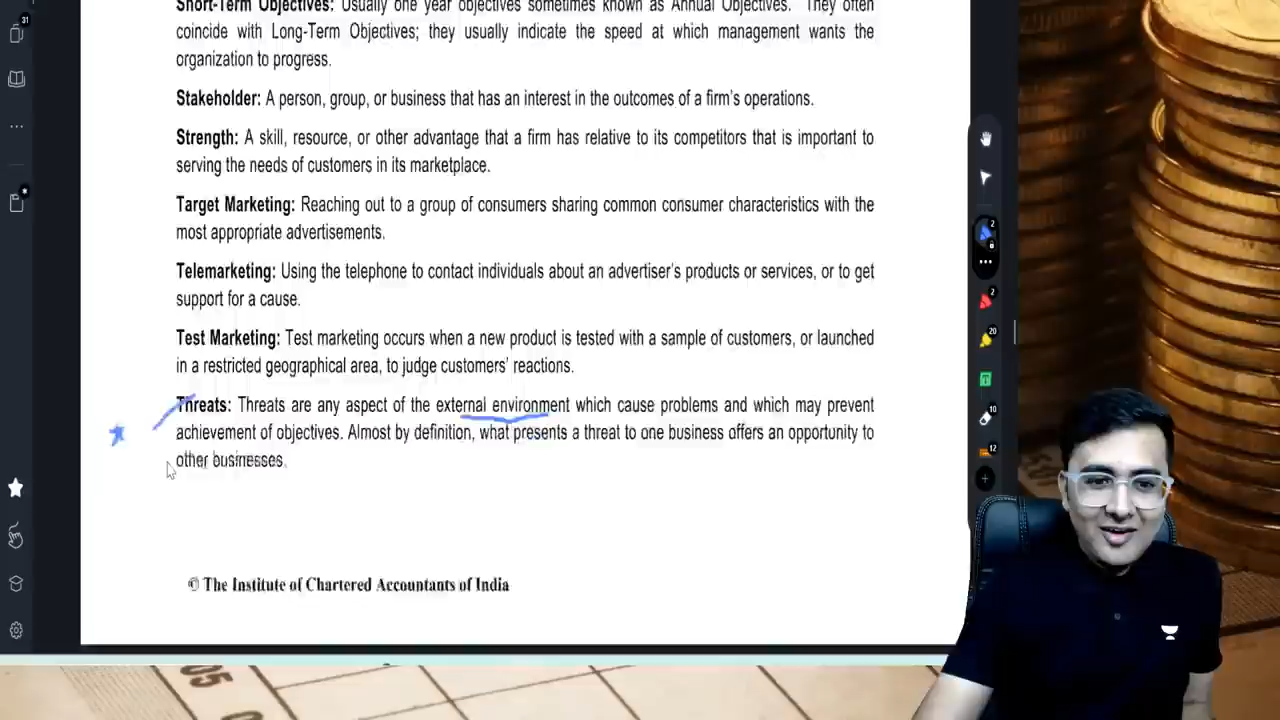 31
Short-Term Objectives: Usually one year objectives sometimes known as Annual Objectives. They often
coincide with Long-Term Objectives; they usually indicate the speed at which management wants the
organization to progress.
Stakeholder: A person, group, or business that has an interest in the outcomes of a firm's operations.
Strength: A skill, resource, or other advantage that a firm has relative to its competitors that is important to
serving the needs of customers in its marketplace.
Target Marketing: Reaching out to a group of consumers sharing common consumer characteristics with the
most appropriate advertisements.
Telemarketing: Using the telephone to contact individuals about an advertiser's products or services, or to get
support for a cause.
Test Marketing: Test marketing occurs when a new product is tested with a sample of customers, or launched
in a restricted geographical area, to judge customers' reactions.
Threats: Threats are any aspect of the external environment which cause problems and which may prevent
achievement of objectives. Almost by definition, what presents a threat to one business offers an opportunity to
other businesses.
© The Institute of Chartered Accountants of India
2
2
20
10
12
05